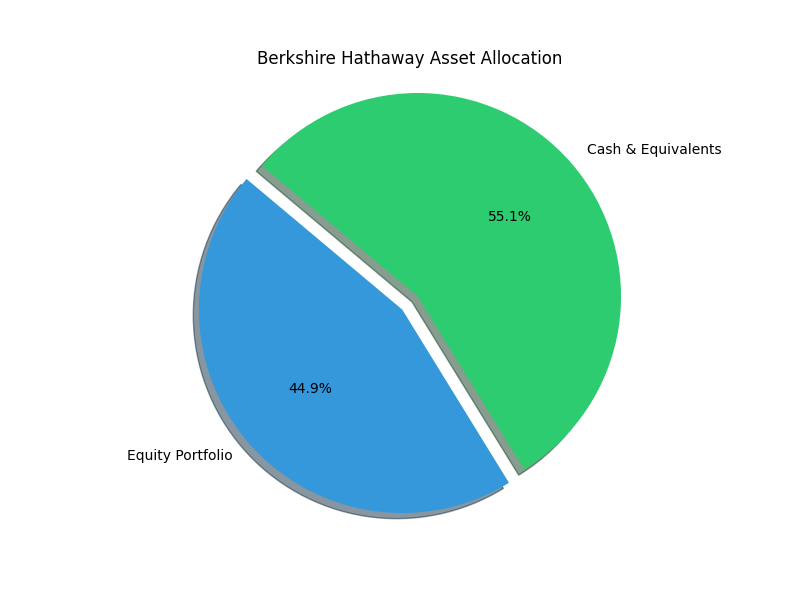 Berkshire Hathaway Asset Allocation
Cash & Equivalents
55.1%
44.9%
Equity Portfolio